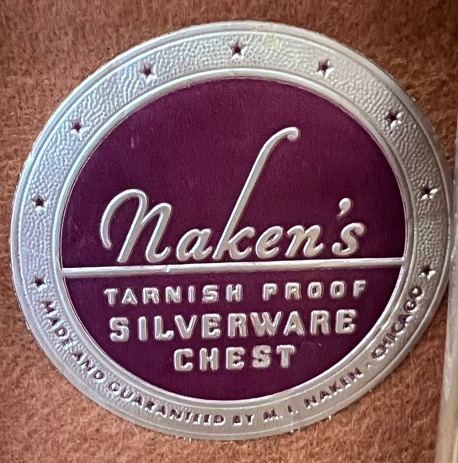 Naken's
TARNISH PROOF
SILVERWARE
CHEST
MADE AND GUARANTEED BY M. I. NAKEN - CHICAGO